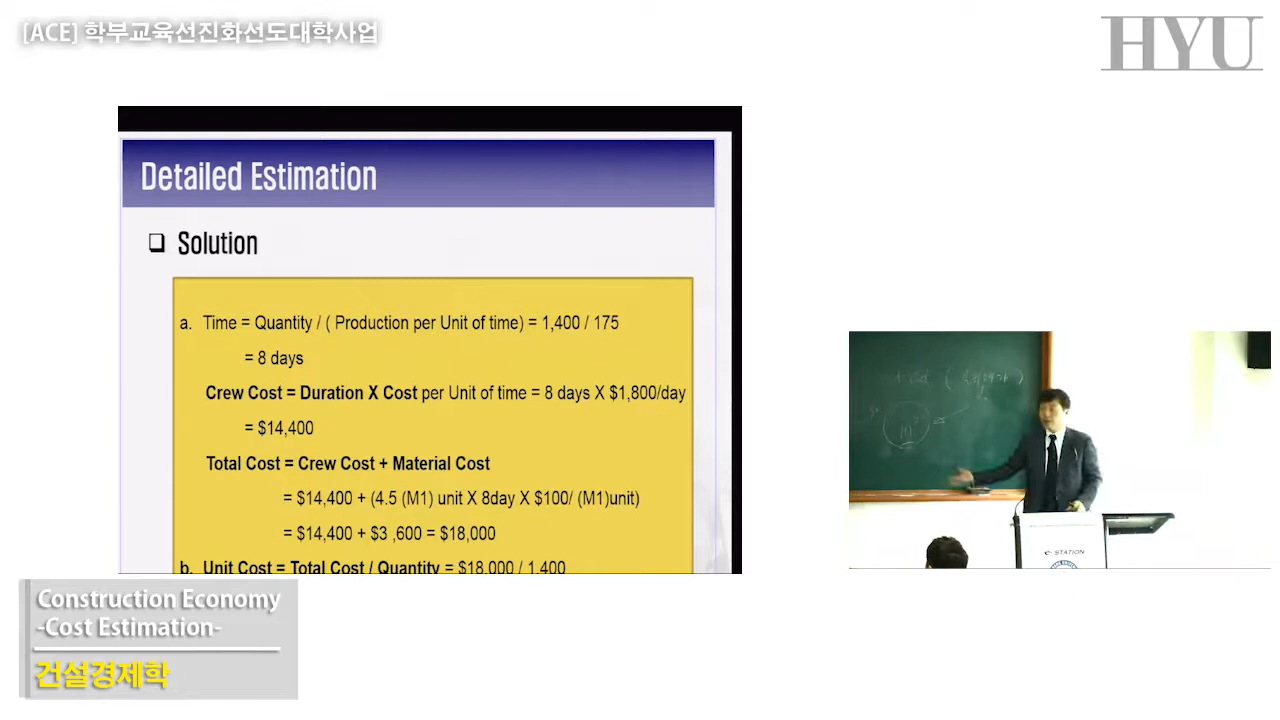 [ACE] 학부교육선진화선도대학사업
HYU
Detailed Estimation
❑ Solution
a. Time = Quantity / ( Production per Unit of time) = 1,400 / 175
= 8 days
Crew Cost = Duration X Cost per Unit of time = 8 days X $1,800/day
= $14,400
Total Cost = Crew Cost + Material Cost
= $14,400 + (4.5 (M1) unit X 8day X $100/ (M1)unit)
= $14,400 + $3 ,600 = $18,000
b. Unit Cost = Total Cost / Quantity = $18,000 / 1,400
e-STATION
Construction Economy
-Cost Estimation-
건설경제학